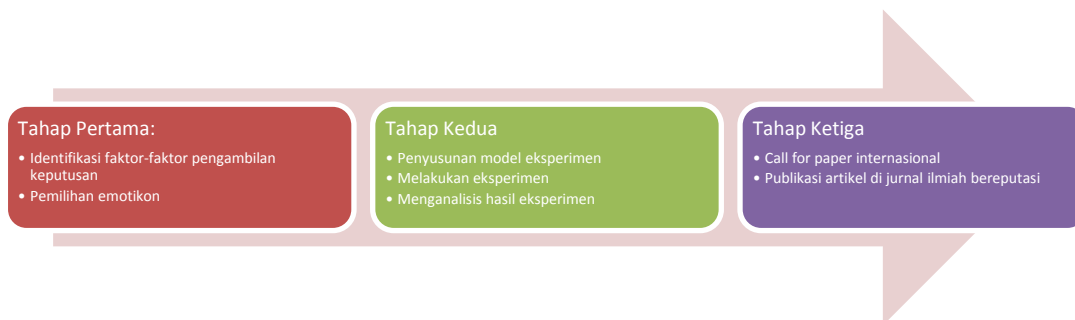 Tahap Pertama:
• Identifikasi faktor-faktor pengambilan
keputusan
• Pemilihan emotikon
Tahap Kedua
• Penyusunan model eksperimen
• Melakukan eksperimen
• Menganalisis hasil eksperimen
Tahap Ketiga
• Call for paper internasional
• Publikasi artikel di jurnal ilmiah bereputasi